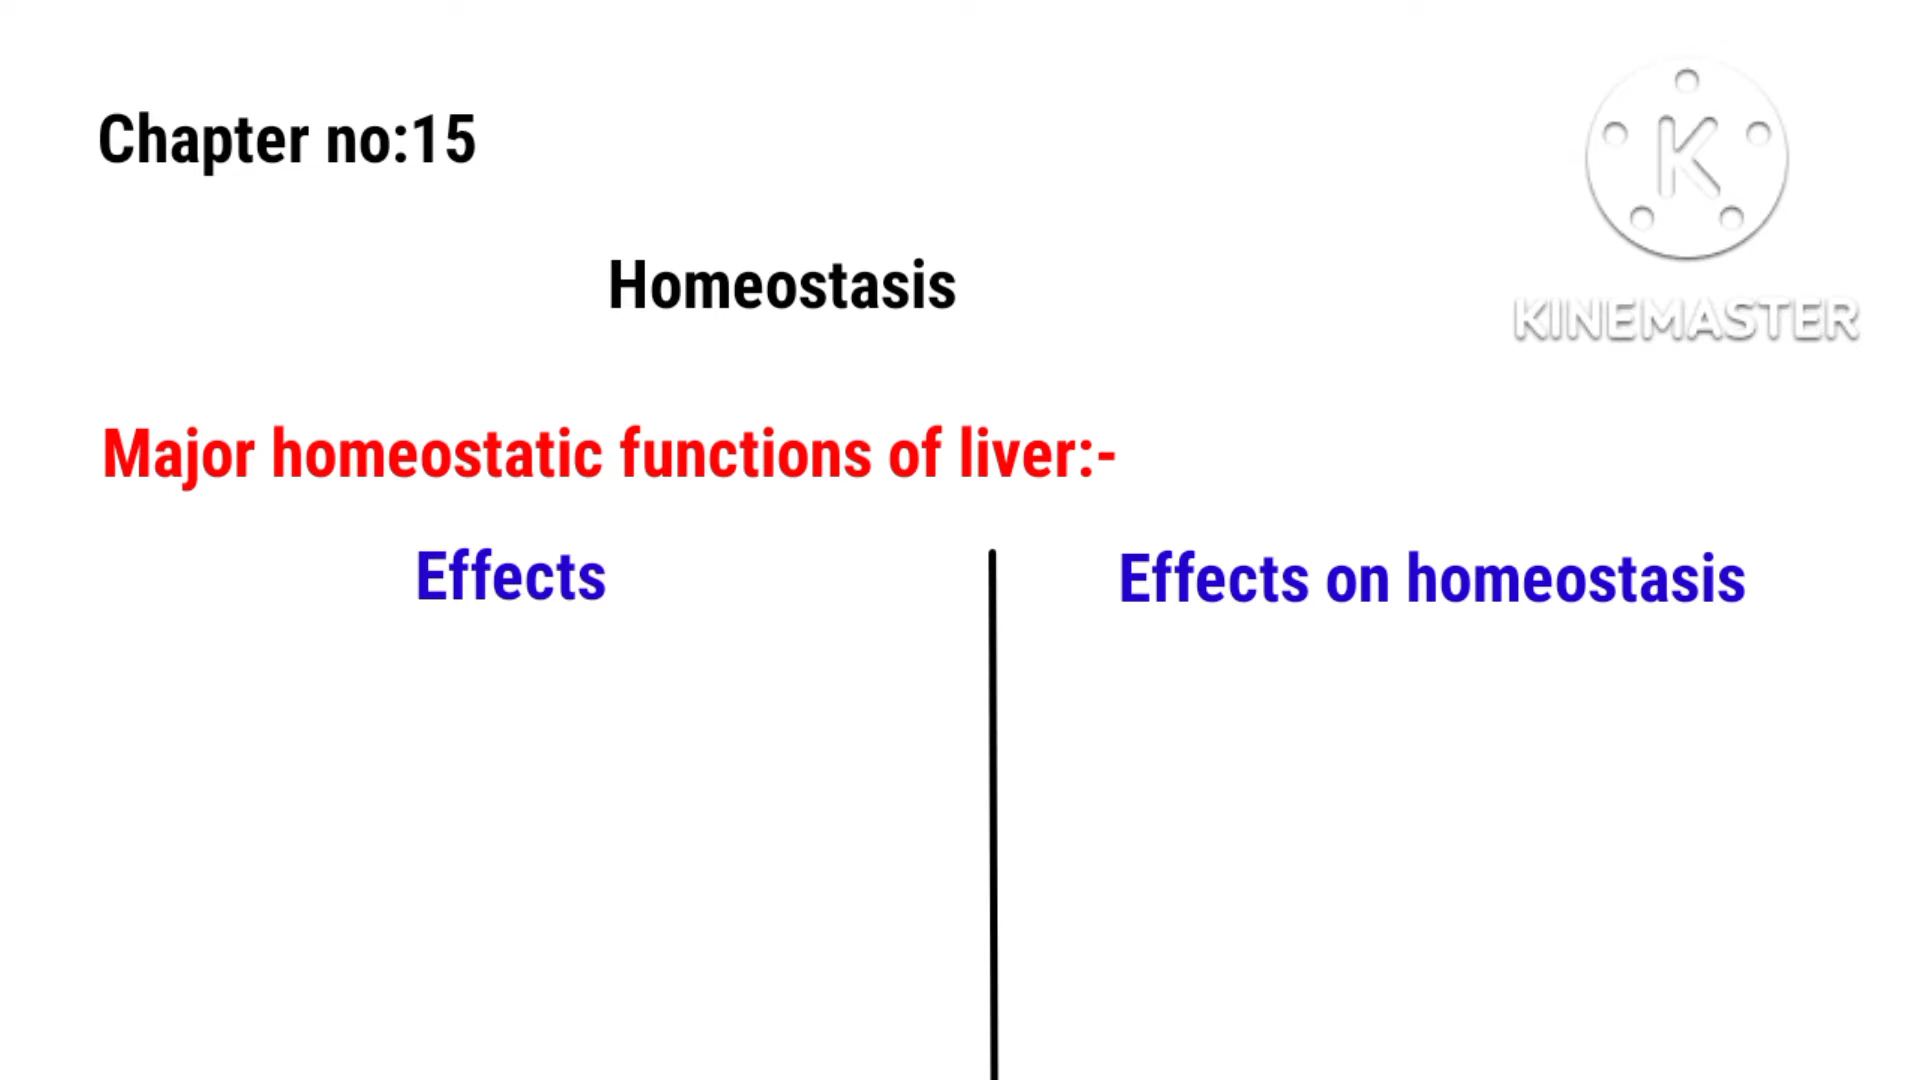 Chapter no:15
K
Homeostasis
KINEMASTER
Major homeostatic functions of liver:-
Effects
Effects on homeostasis